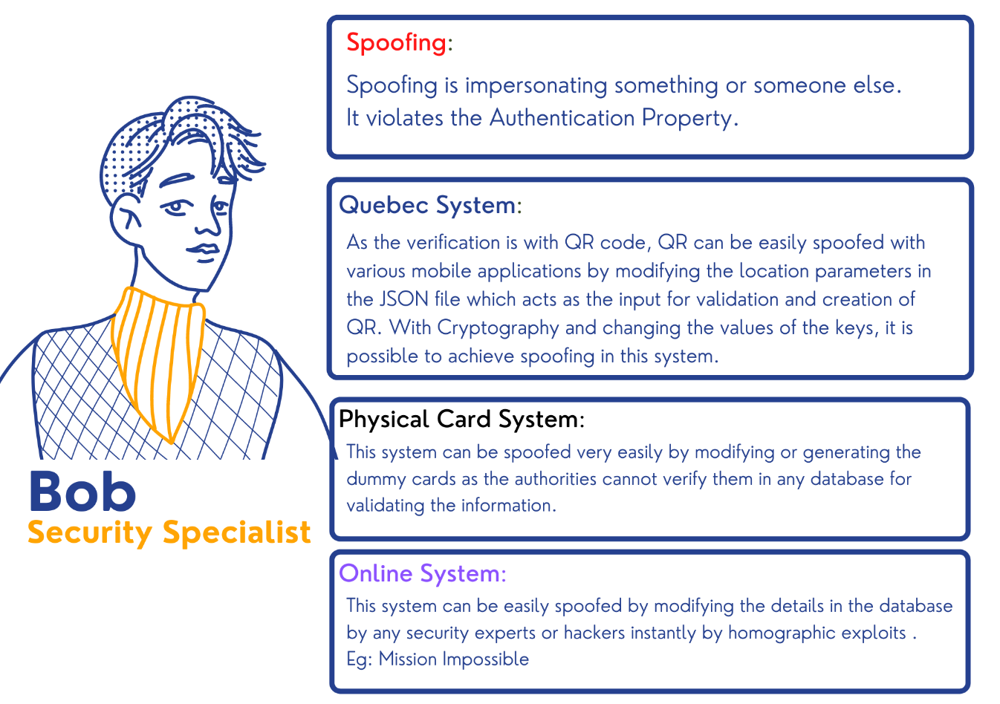 Spoofing:
Spoofing is impersonating something or someone else.
It violates the Authentication Property.
Quebec System:
As the verification is with QR code, QR can be easily spoofed with
various mobile applications by modifying the location parameters in
the JSON file which acts as the input for validation and creation of
QR. With Cryptography and changing the values of the keys, it is
possible to achieve spoofing in this system.
Physical Card System:
This system can be spoofed very easily by modifying or generating the
dummy cards as the authorities cannot verify them in any database for
validating the information.
Online System:
This system can be easily spoofed by modifying the details in the database
by any security experts or hackers instantly by homographic exploits .
Eg: Mission Impossible
Bob
Security Specialist